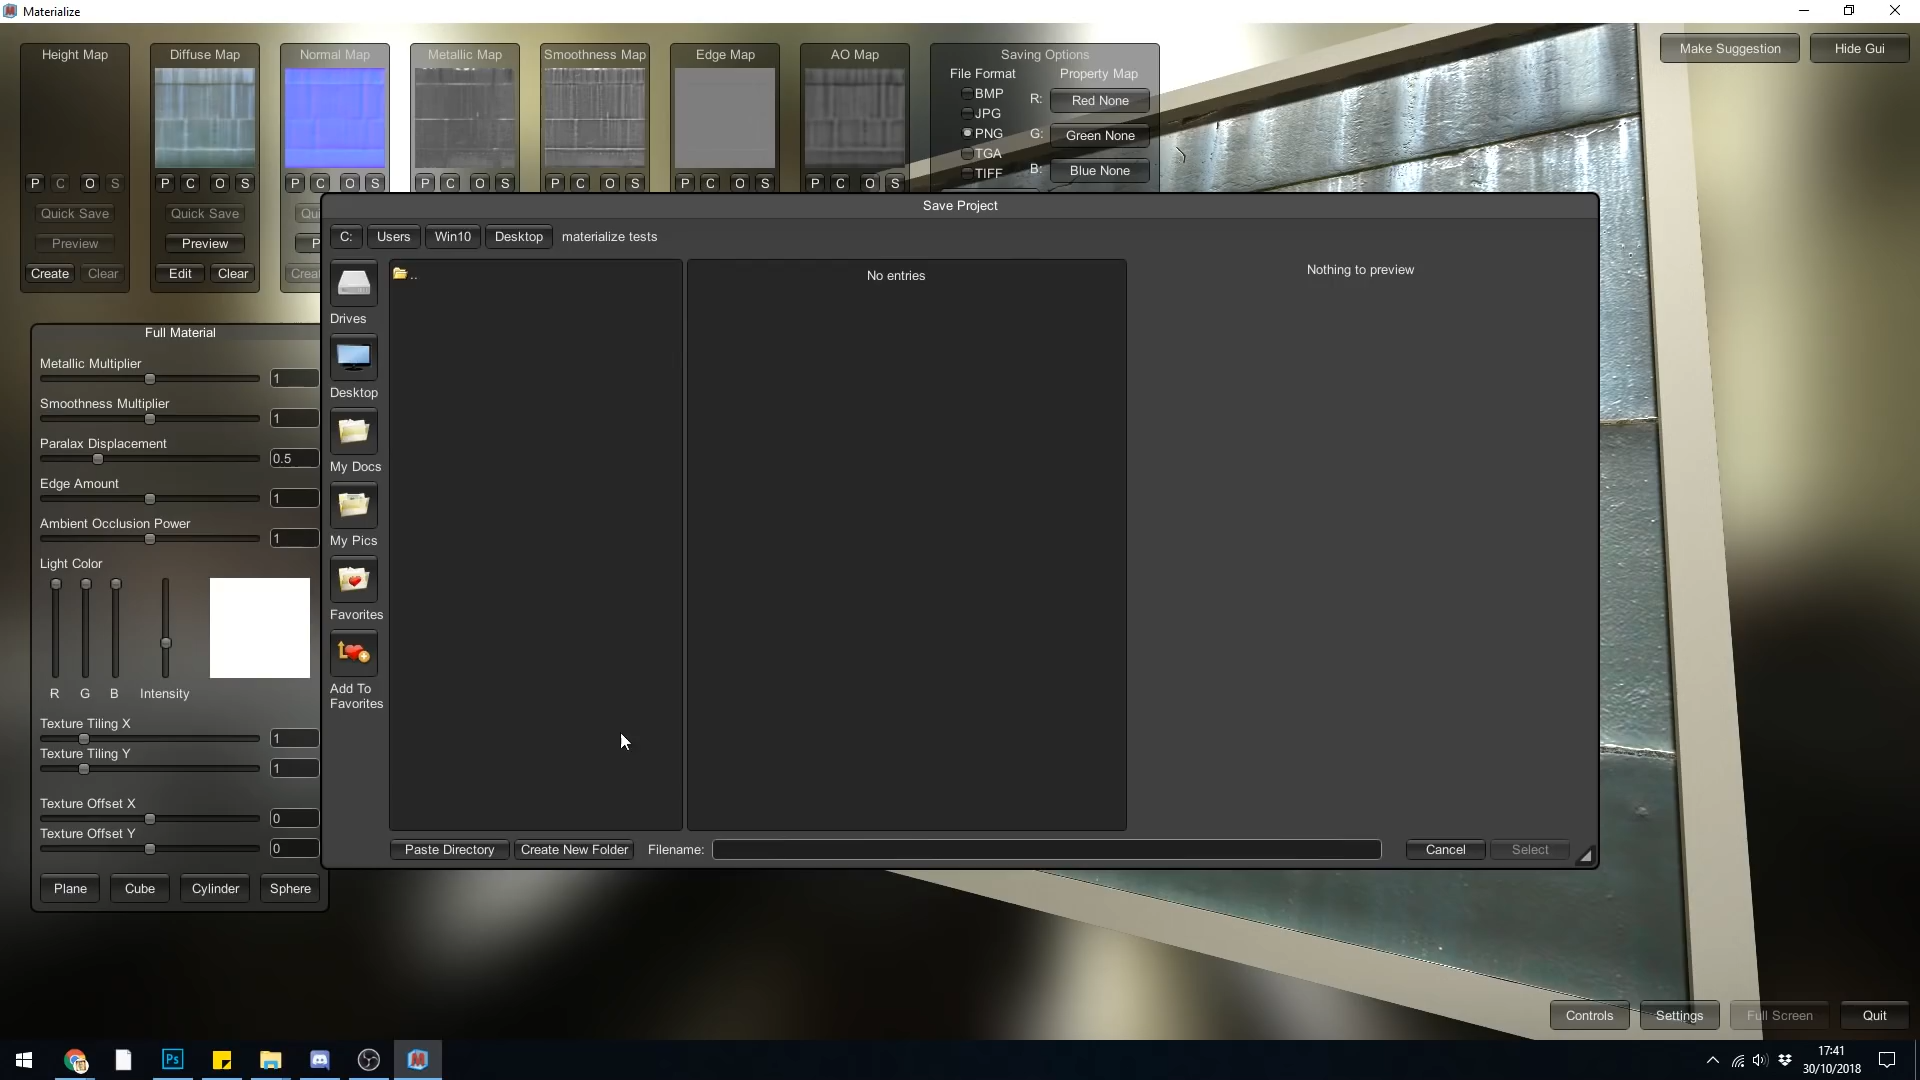 Materialize
Height Map
Diffuse Map
Normal Map
Metallic Map
Smoothness Map
Edge Map
AO Map
Saving Options
Make Suggestion
Hide Gui
File Format
Property Map
BMP
JPG
PNG
TGA
TIFF
R: Red None
G: Green None
B: Blue None
P C O S
P C O S
P C O S
P C O S
P C O S
P C O S
P C O S
Quick Save
Quick Save
Qui
Preview
Preview
P
Create Clear
Edit Clear
Crea
Save Project
C: Users Win10 Desktop materialize tests
..
No entries
Nothing to preview
Drives
Desktop
My Docs
My Pics
Favorites
Add To
Favorites
Paste Directory Create New Folder Filename: Cancel Select
Full Material
Metallic Multiplier
1
Smoothness Multiplier
1
Paralax Displacement
0.5
Edge Amount
1
Ambient Occlusion Power
1
Light Color
R G B Intensity
Texture Tiling X
1
Texture Tiling Y
1
Texture Offset X
0
Texture Offset Y
0
Plane Cube Cylinder Sphere
Controls Settings Full Screen Quit
Ps
17:41
30/10/2018